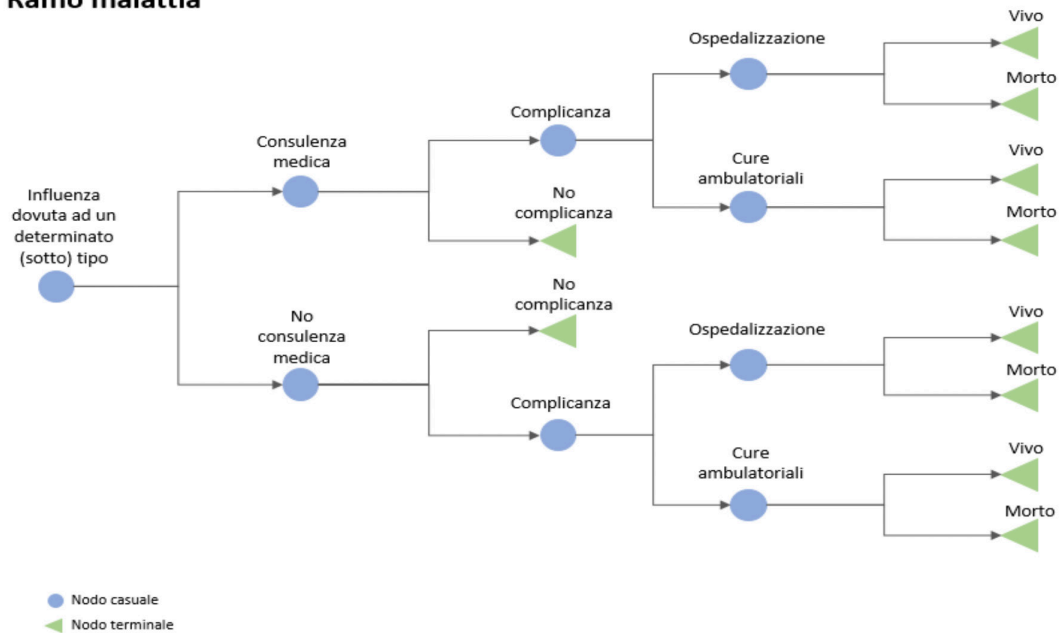 Ramo malattia
Vivo
Ospedalizzazione
Morto
Complicanza
Consulenza
medica
Vivo
Cure
ambulatoriali
No
complicanza
Morto
Influenza
dovuta ad un
determinato
(sotto) tipo
No
complicanza
No
consulenza
medica
Vivo
Ospedalizzazione
Morto
Complicanza
Vivo
Cure
ambulatoriali
Morto
Nodo casuale
Nodo terminale